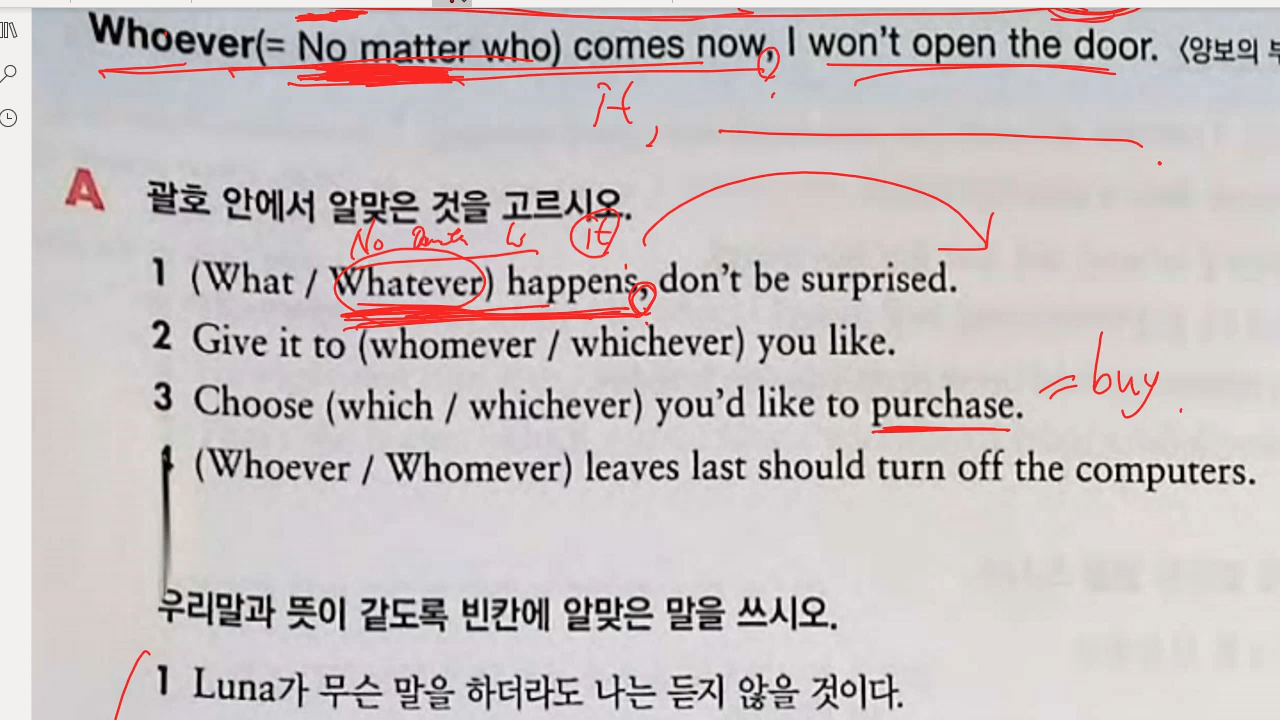 Whoever(= No matter who) comes now, I won't open the door. 〈양보의 부
it,
A 괄호 안에서 알맞은 것을 고르시오.
No it
1 (What / Whatever) happens, don't be surprised.
2 Give it to (whomever / whichever) you like.
3 Choose (which / whichever) you'd like to purchase. = buy.
(Whoever / Whomever) leaves last should turn off the computers.
우리말과 뜻이 같도록 빈칸에 알맞은 말을 쓰시오.
1 Luna가 무슨 말을 하더라도 나는 듣지 않을 것이다.